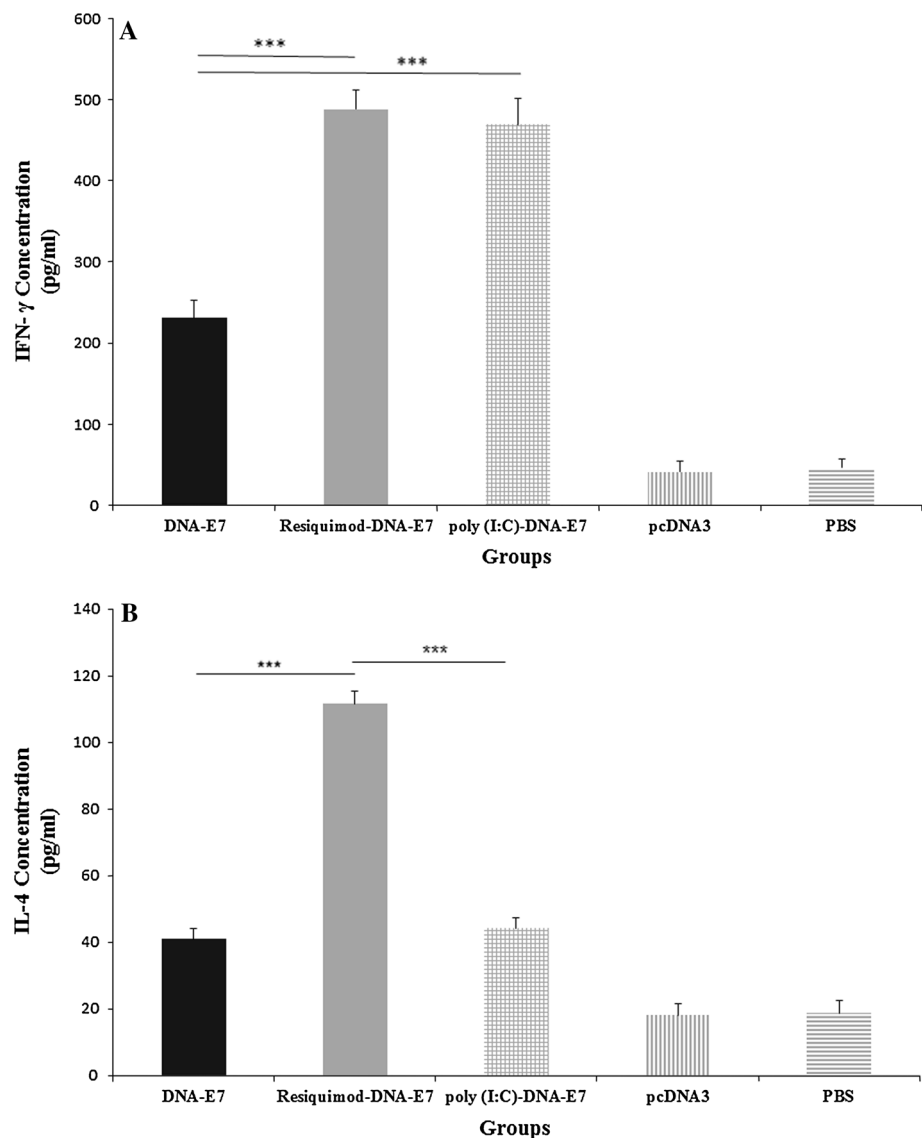 A
600
***
***
500
400
300
200
100
0
IFN- γ Concentration
(pg/ml)
DNA-E7 Resiquimod-DNA-E7 poly (I:C)-DNA-E7 pcDNA3 PBS
Groups
B
140
***
***
120
100
80
60
40
20
0
IL-4 Concentration
(pg/ml)
DNA-E7 Resiquimod-DNA-E7 poly (I:C)-DNA-E7 pcDNA3 PBS
Groups